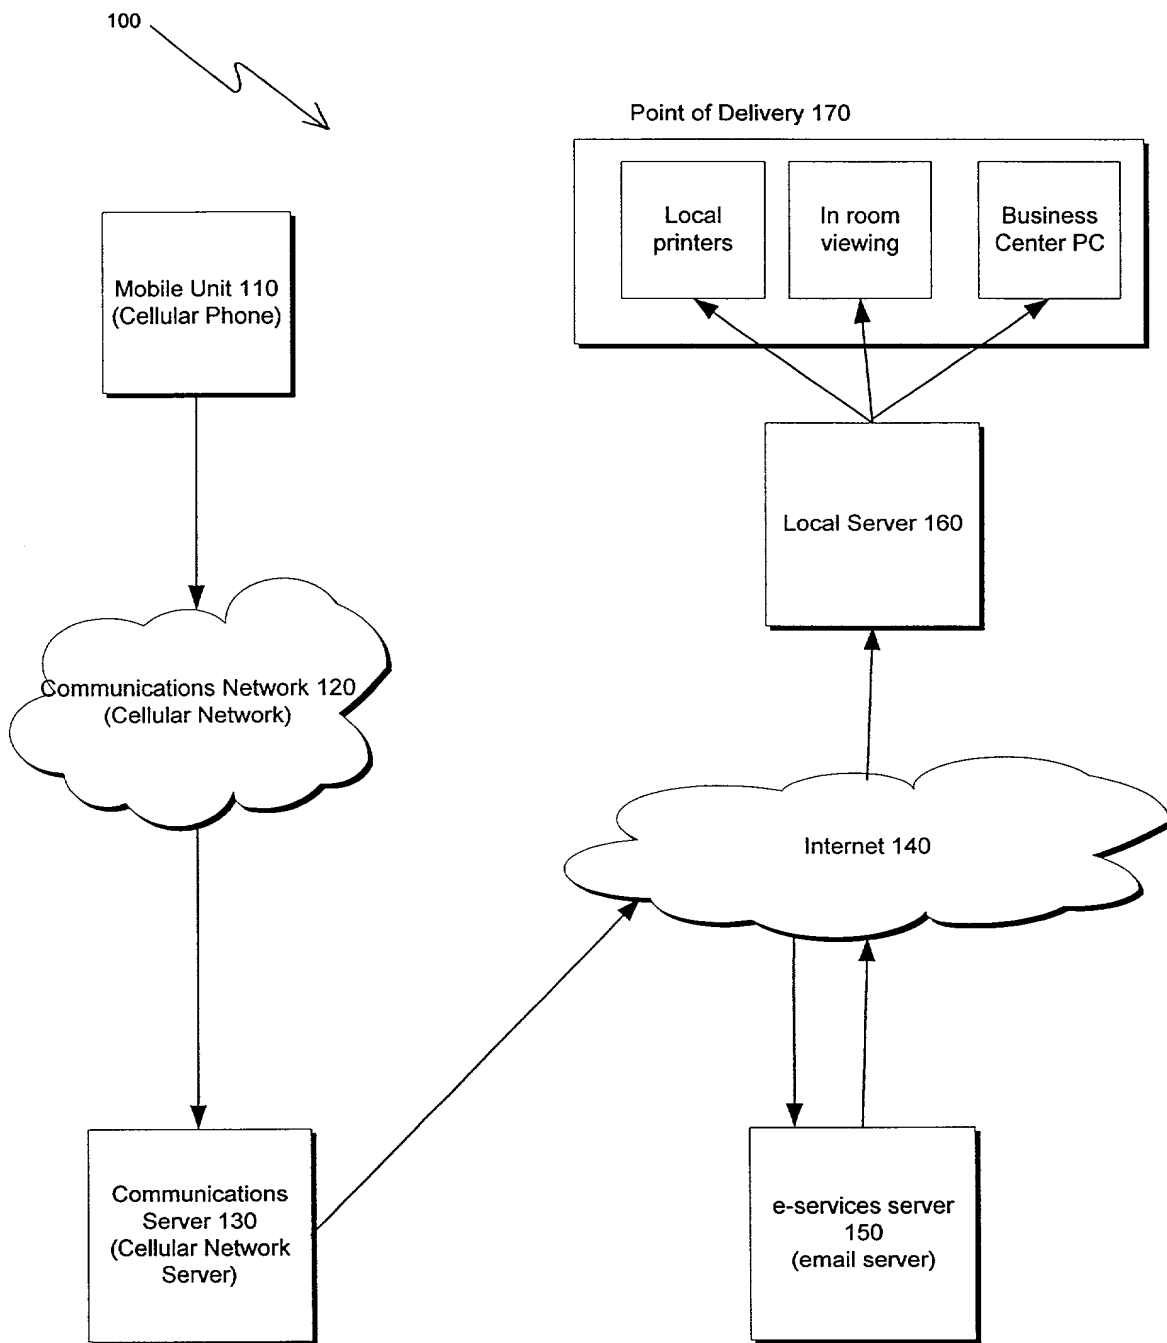 100
Point of Delivery 170
Local
printers
In room
viewing
Business
Center PC
Mobile Unit 110
(Cellular Phone)
Local Server 160
Communications Network 120
(Cellular Network)
Internet 140
Communications
Server 130
(Cellular Network
Server)
e-services server
150
(email server)